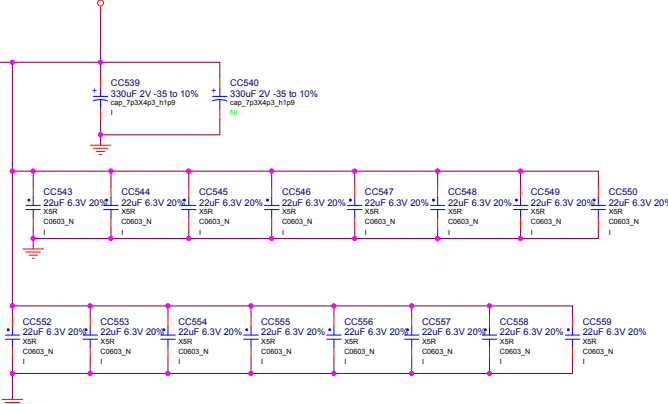 CC539
330uF 2V -35 to 10%
cap_7p3X4p3_h1p9
I
CC540
330uF 2V -35 to 10%
cap_7p3X4p3_h1p9
NI
CC543
22uF 6.3V 20%
X5R
C0603_N
I
CC544
22uF 6.3V 20%
X5R
C0603_N
I
CC545
22uF 6.3V 20%
X5R
C0603_N
I
CC546
22uF 6.3V 20%
X5R
C0603_N
I
CC547
22uF 6.3V 20%
X5R
C0603_N
I
CC548
22uF 6.3V 20%
X5R
C0603_N
I
CC549
22uF 6.3V 20%
X5R
C0603_N
I
CC550
22uF 6.3V 20%
X5R
C0603_N
I
CC552
22uF 6.3V 20%
X5R
C0603_N
I
CC553
22uF 6.3V 20%
X5R
C0603_N
I
CC554
22uF 6.3V 20%
X5R
C0603_N
I
CC555
22uF 6.3V 20%
X5R
C0603_N
I
CC556
22uF 6.3V 20%
X5R
C0603_N
I
CC557
22uF 6.3V 20%
X5R
C0603_N
I
CC558
22uF 6.3V 20%
X5R
C0603_N
I
CC559
22uF 6.3V 20%
X5R
C0603_N
I